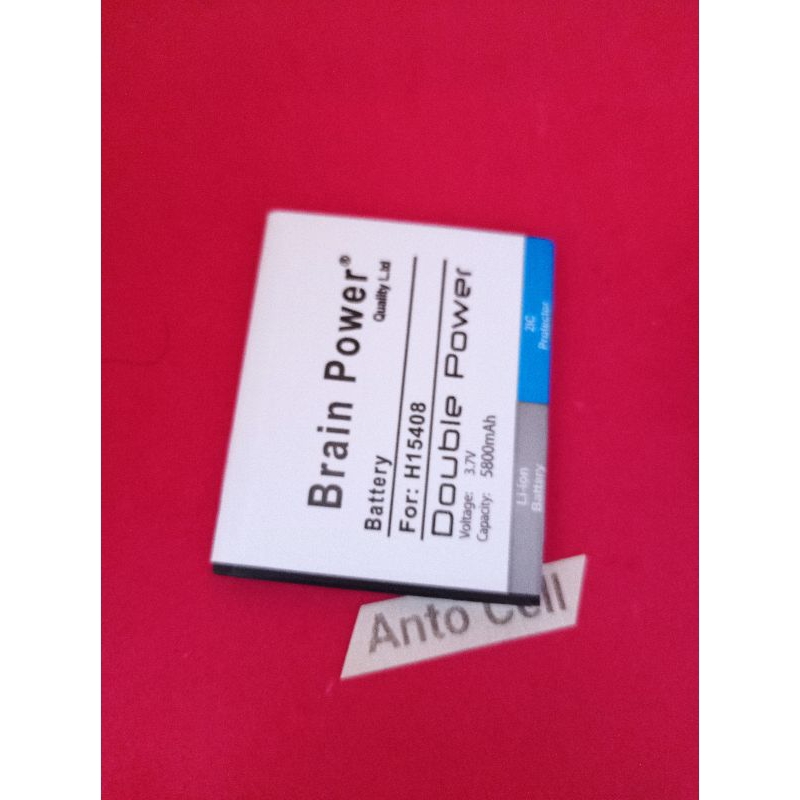 Brain Power®
Quality Ltd
Battery
For: H15408
Double Power
Voltage: 3.7V
Capacity: 5800mAh
2IC
Protector
Li-Ion
Battery
Anto Cell